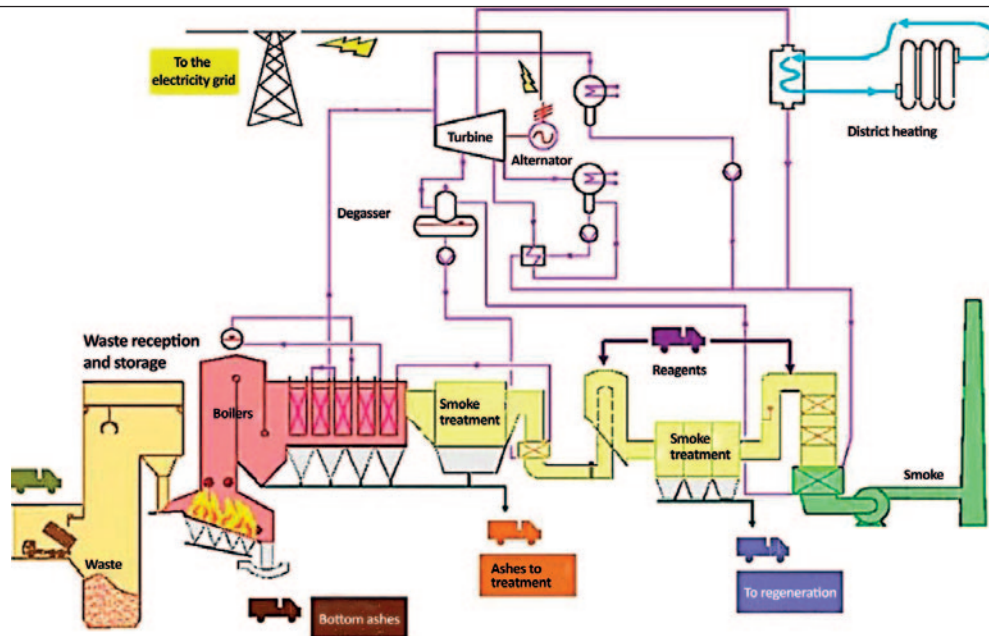 To the
electricity grid
Turbine
Alternator
District heating
Degasser
Waste reception
and storage
Reagents
Boilers
Smoke
treatment
Smoke
treatment
Smoke
Waste
Ashes to
treatment
To regeneration
Bottom ashes